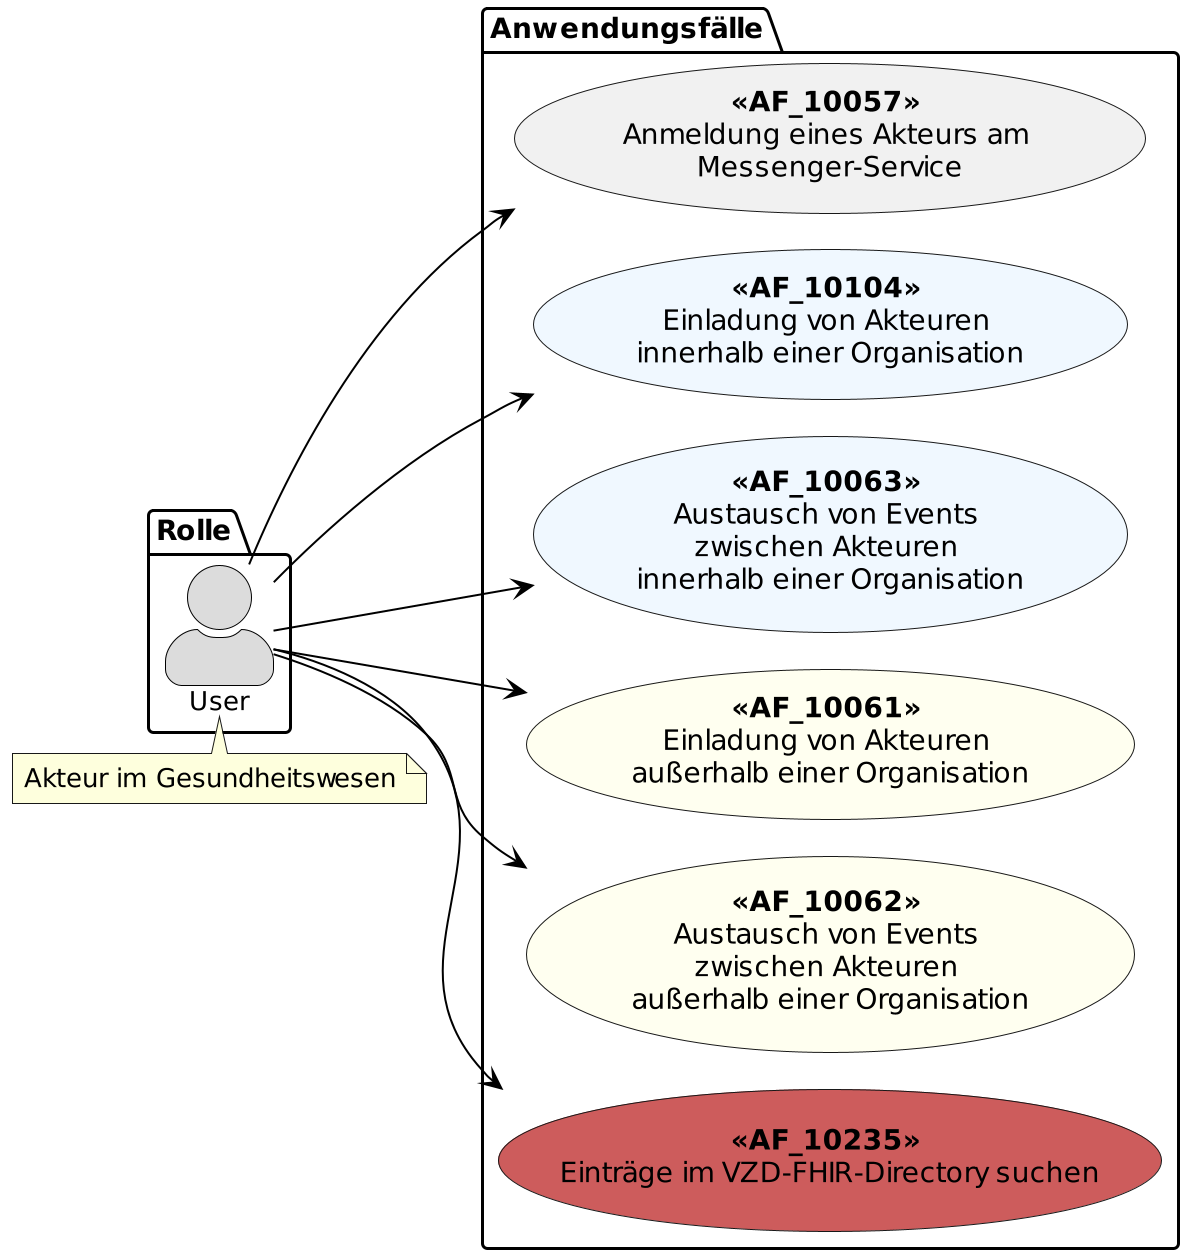 Anwendungsfälle
«AF_10057»
Anmeldung eines Akteurs am
Messenger-Service
«AF_10104»
Einladung von Akteuren
innerhalb einer Organisation
«AF_10063»
Austausch von Events
zwischen Akteuren
innerhalb einer Organisation
Rolle
User
Akteur im Gesundheitswesen
«AF_10061»
Einladung von Akteuren
außerhalb einer Organisation
«AF_10062»
Austausch von Events
zwischen Akteuren
außerhalb einer Organisation
«AF_10235»
Einträge im VZD-FHIR-Directory suchen